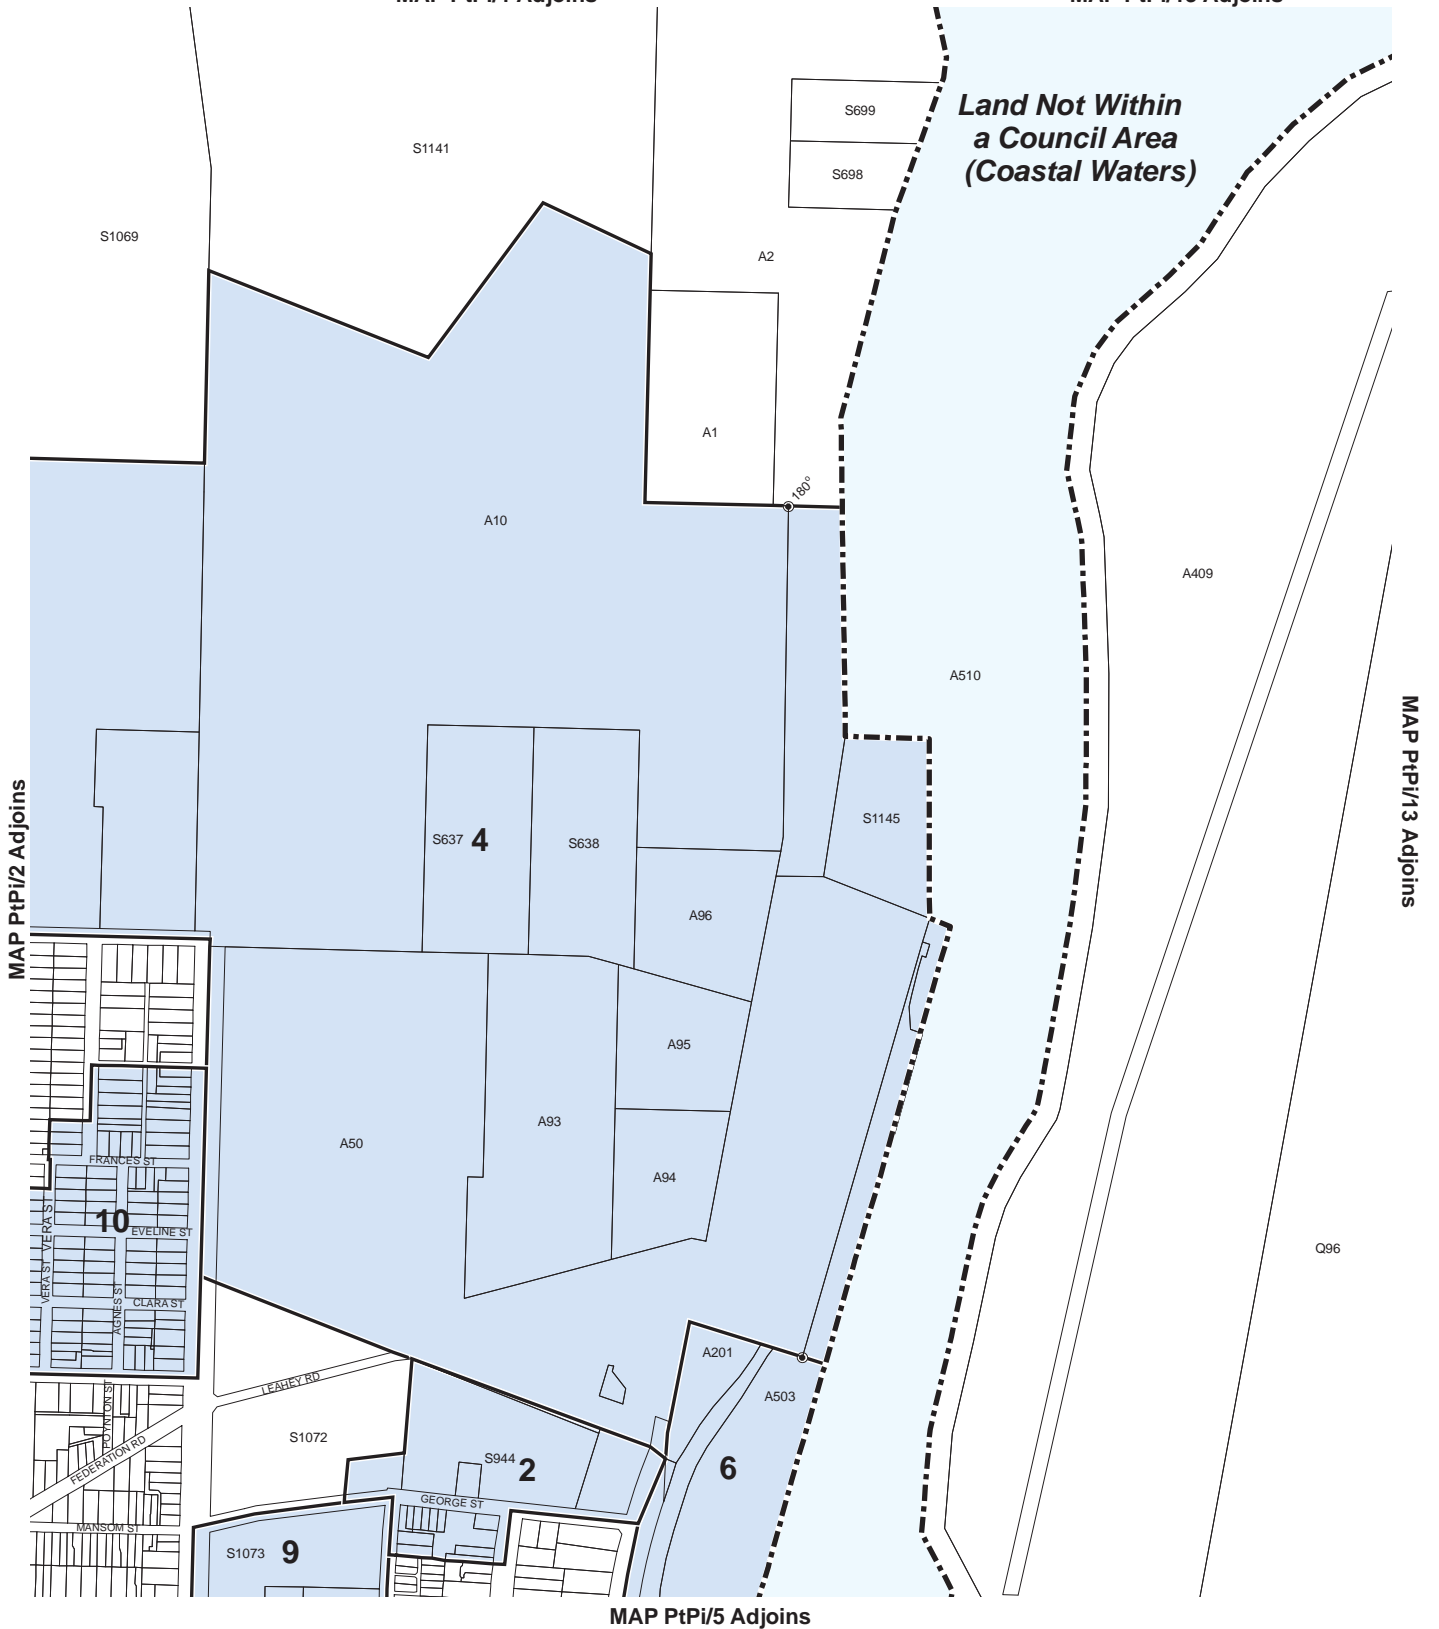 Land Not Within
a Council Area
(Coastal Waters)
S699
S1141
S698
S1069
A2
A1
180°
A10
A409
A510
MAP PtPi/2 Adjoins
MAP PtPi/13 Adjoins
S637
4
S638
S1145
A96
A95
A93
A50
A94
FRANCES ST
10
VERA ST
EVELINE ST
VERA ST
AGNES ST
CLARA ST
Q96
A201
A503
LEAHEY RD
POYNTON ST
FEDERATION RD
S1072
S944
2
6
GEORGE ST
MANSOM ST
S1073
9
MAP PtPi/5 Adjoins